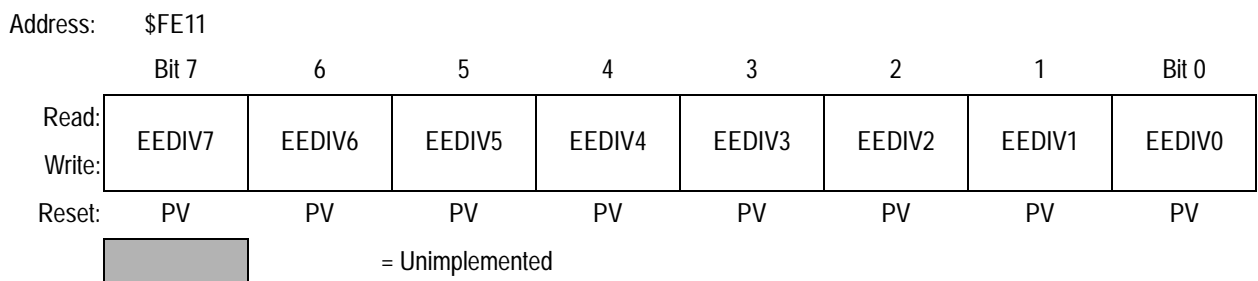 Address: $FE11
Bit 7 6 5 4 3 2 1 Bit 0
Read:
EEDIV7 EEDIV6 EEDIV5 EEDIV4 EEDIV3 EEDIV2 EEDIV1 EEDIV0
Write:
Reset: PV PV PV PV PV PV PV PV
= Unimplemented